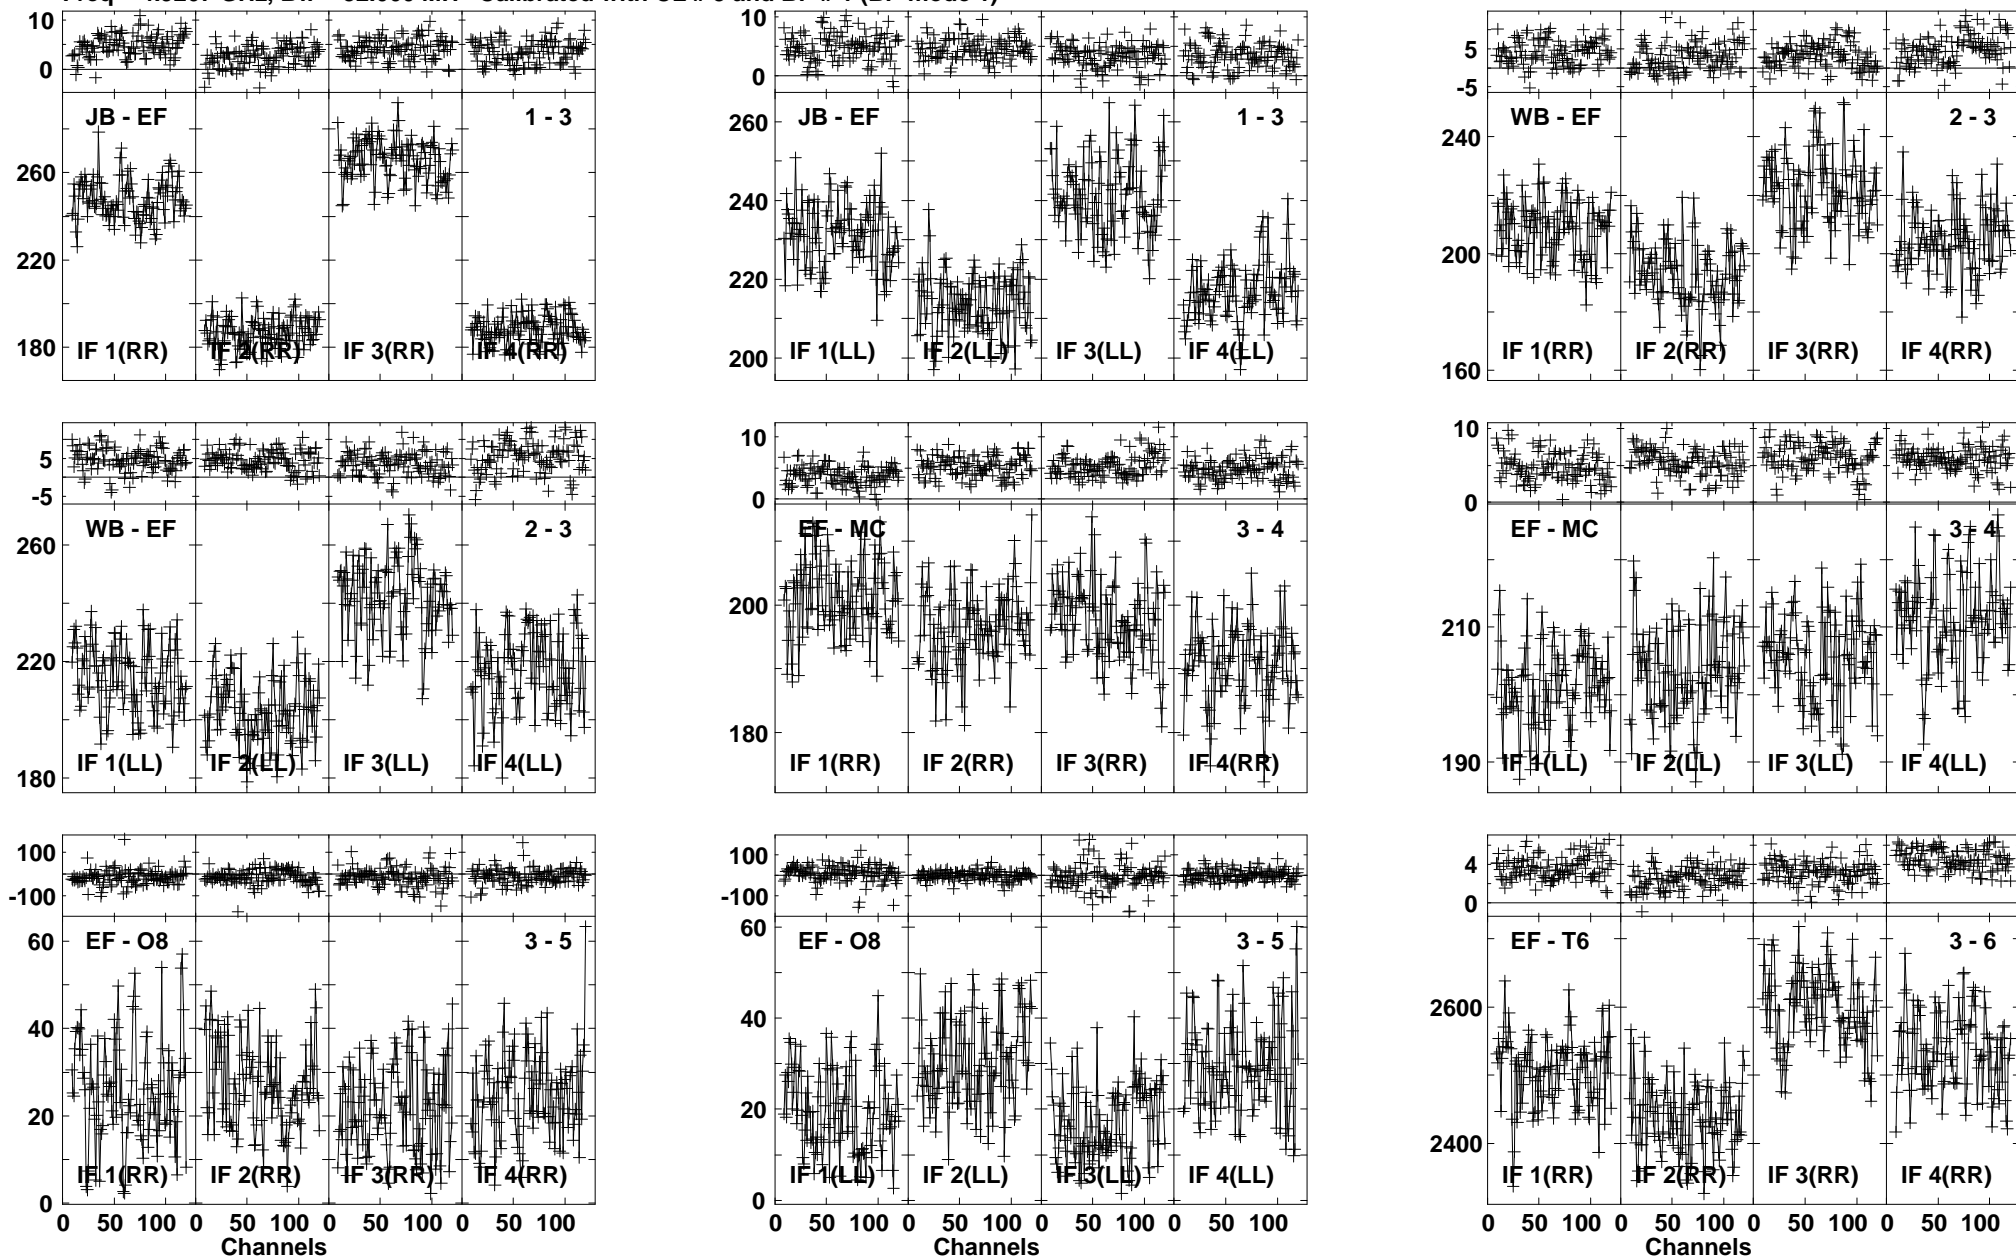 10
0
JB - EF
1 - 3
260
220
180
IF 1(RR)
IF 2(RR)
IF 3(RR)
IF 4(RR)
10
5
0
JB - EF
1 - 3
260
240
220
200
IF 1(LL)
IF 2(LL)
IF 3(LL)
IF 4(LL)
5
-5
WB - EF
2 - 3
240
200
160
IF 1(RR)
IF 2(RR)
IF 3(RR)
IF 4(RR)
5
-5
WB - EF
2 - 3
260
220
180
IF 1(LL)
IF 2(LL)
IF 3(LL)
IF 4(LL)
10
5
0
EF - MC
3 - 4
200
180
IF 1(RR)
IF 2(RR)
IF 3(RR)
IF 4(RR)
10
5
0
EF - MC
3 - 4
210
190
IF 1(LL)
IF 2(LL)
IF 3(LL)
IF 4(LL)
100
-100
EF - O8
3 - 5
60
40
20
0
IF 1(RR)
IF 2(RR)
IF 3(RR)
IF 4(RR)
0 50 100 0 50 100 0 50 100 0 50 100
Channels
100
-100
EF - O8
3 - 5
60
40
20
0
IF 1(LL)
IF 2(LL)
IF 3(LL)
IF 4(LL)
0 50 100 0 50 100 0 50 100 0 50 100
Channels
4
0
EF - T6
3 - 6
2600
2400
IF 1(RR)
IF 2(RR)
IF 3(RR)
IF 4(RR)
0 50 100 0 50 100 0 50 100 0 50 100
Channels